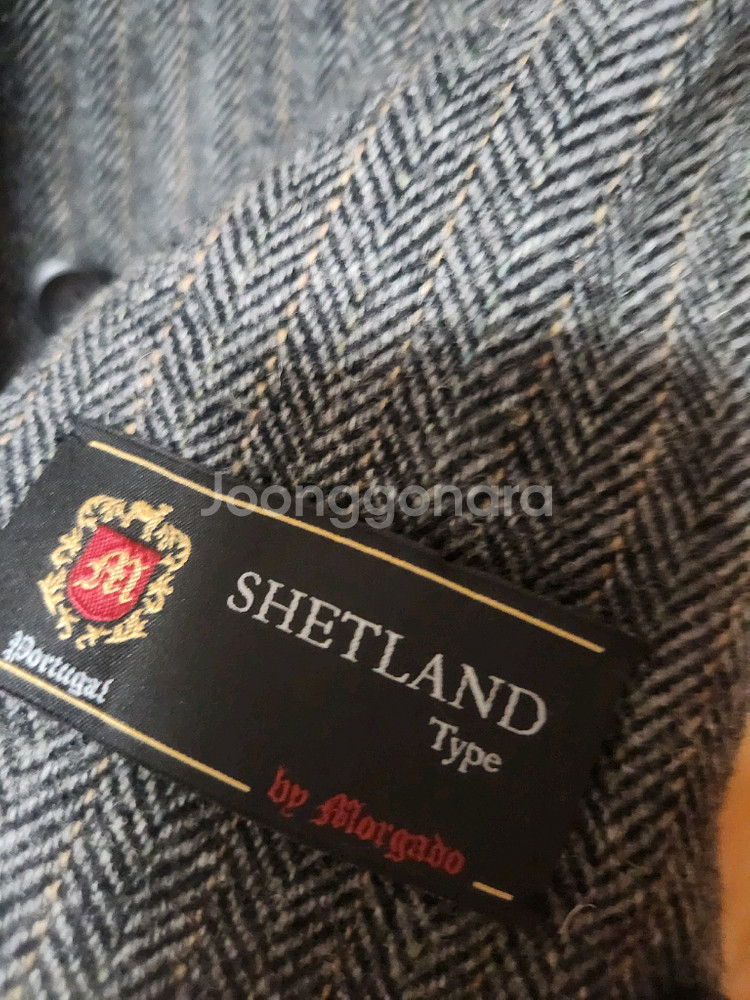 Joonggonara
M
Portugal
SHETLAND
Type
by Morgado